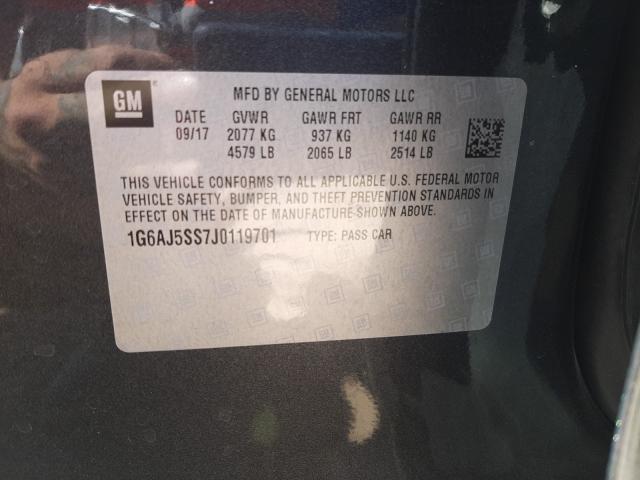 GM
MFD BY GENERAL MOTORS LLC
DATE GVWR GAWR FRT GAWR RR
09/17 2077 KG 937 KG 1140 KG
4579 LB 2065 LB 2514 LB
THIS VEHICLE CONFORMS TO ALL APPLICABLE U.S. FEDERAL MOTOR
VEHICLE SAFETY, BUMPER, AND THEFT PREVENTION STANDARDS IN
EFFECT ON THE DATE OF MANUFACTURE SHOWN ABOVE.
1G6AJ5SS7J0119701 TYPE: PASS CAR